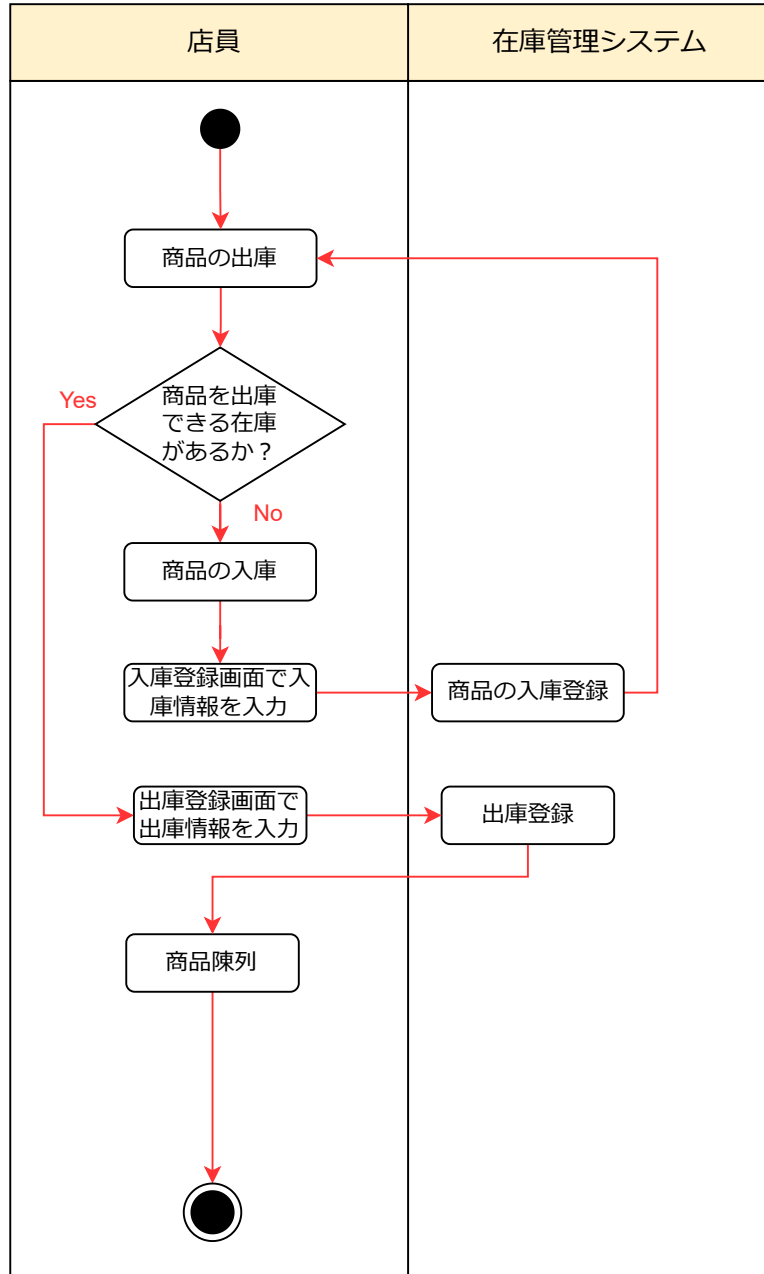 店員
在庫管理システム
商品の出庫
Yes
商品を出庫
できる在庫
があるか？
No
商品の入庫
入庫登録画面で入
庫情報を入力
商品の入庫登録
出庫登録画面で
出庫情報を入力
出庫登録
商品陳列